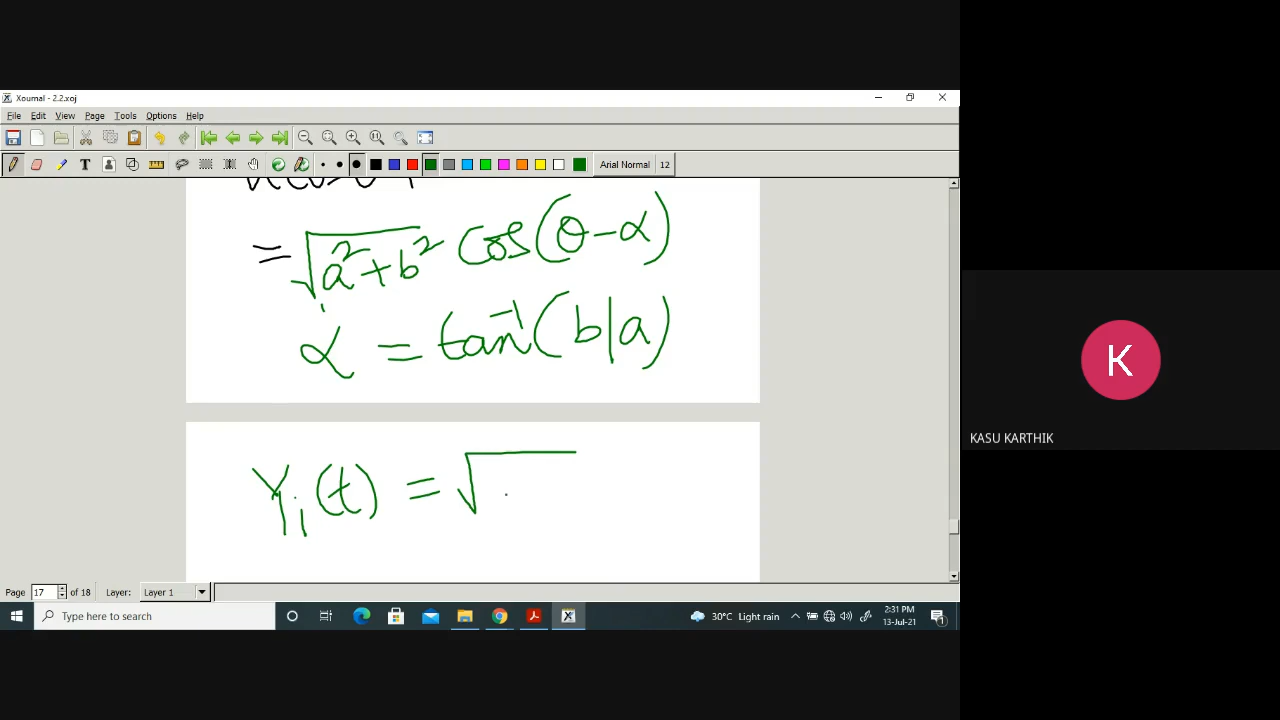 Xournal - 2.2.xoj
File Edit View Page Tools Options Help
Arial Normal 12
= √(a² + b²) cos(θ - α)
α = tan⁻¹(b|a)
Yᵢ(t) = √
K
KASU KARTHIK
Page 17 of 18 Layer: Layer 1
Type here to search
30°C Light rain
2:31 PM
13-Jul-21